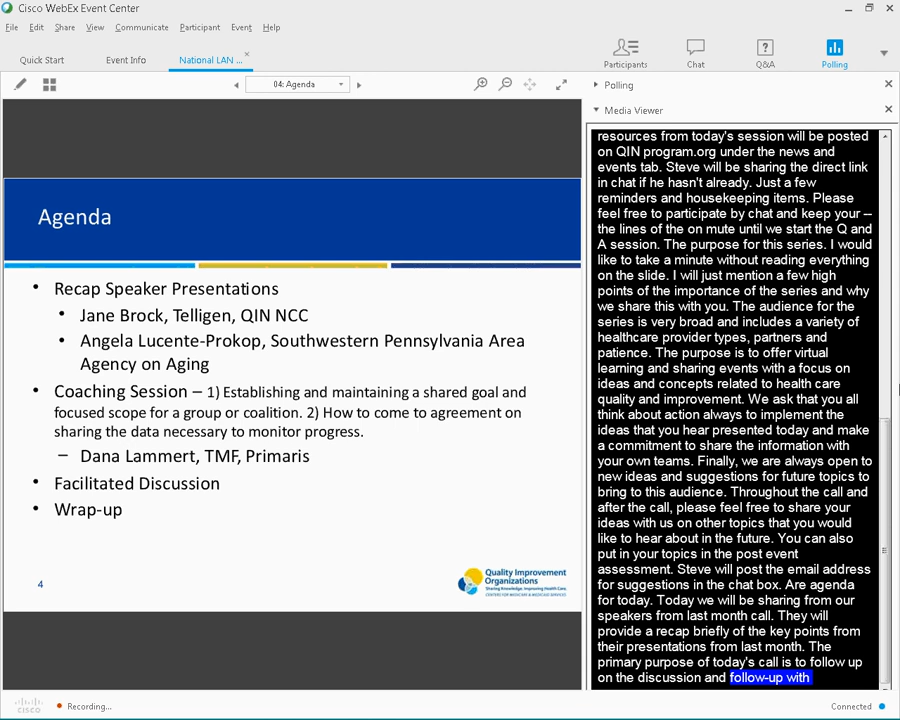 Cisco WebEx Event Center
File Edit Share View Communicate Participant Event Help
Quick Start Event Info National LAN ...
Participants Chat Q&A Polling
04: Agenda
Agenda
• Recap Speaker Presentations
• Jane Brock, Telligen, QIN NCC
• Angela Lucente-Prokop, Southwestern Pennsylvania Area
Agency on Aging
• Coaching Session – 1) Establishing and maintaining a shared goal and
focused scope for a group or coalition. 2) How to come to agreement on
sharing the data necessary to monitor progress.
– Dana Lammert, TMF, Primaris
• Facilitated Discussion
• Wrap-up
4
Quality Improvement
Organizations
Sharing Knowledge. Improving Health Care.
CENTERS FOR MEDICARE & MEDICAID SERVICES
Polling
Media Viewer
resources from today's session will be posted
on QIN program.org under the news and
events tab. Steve will be sharing the direct link
in chat if he hasn't already. Just a few
reminders and housekeeping items. Please
feel free to participate by chat and keep your --
the lines of the on mute until we start the Q and
A session. The purpose for this series. I would
like to take a minute without reading everything
on the slide. I will just mention a few high
points of the importance of the series and why
we share this with you. The audience for the
series is very broad and includes a variety of
healthcare provider types, partners and
patience. The purpose is to offer virtual
learning and sharing events with a focus on
ideas and concepts related to health care
quality and improvement. We ask that you all
think about action always to implement the
ideas that you hear presented today and make
a commitment to share the information with
your own teams. Finally, we are always open to
new ideas and suggestions for future topics to
bring to this audience. Throughout the call and
after the call, please feel free to share your
ideas with us on other topics that you would
like to hear about in the future. You can also
put in your topics in the post event
assessment. Steve will post the email address
for suggestions in the chat box. Are agenda
for today. Today we will be sharing from our
speakers from last month call. They will
provide a recap briefly of the key points from
their presentations from last month. The
primary purpose of today's call is to follow up
on the discussion and follow-up with
cisco Recording... Connected